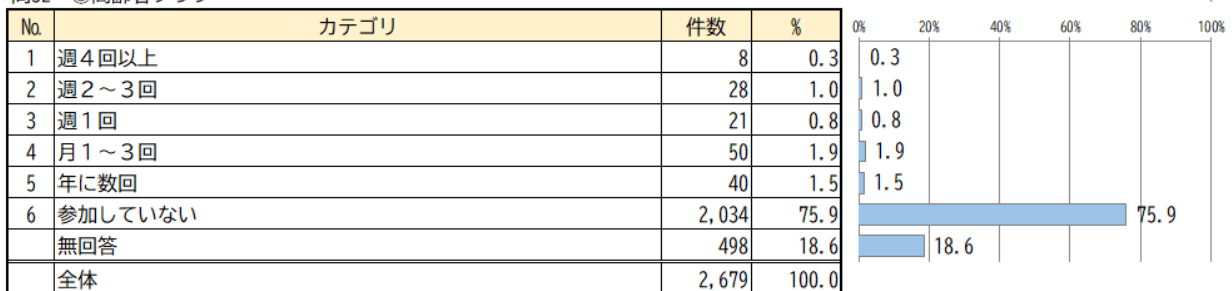 No. カテゴリ 件数 % 0% 20% 40% 60% 80% 100%
1 週4回以上 8 0.3 0.3
2 週2～3回 28 1.0 1.0
3 週1回 21 0.8 0.8
4 月1～3回 50 1.9 1.9
5 年に数回 40 1.5 1.5
6 参加していない 2,034 75.9 75.9
無回答 498 18.6 18.6
全体 2,679 100.0